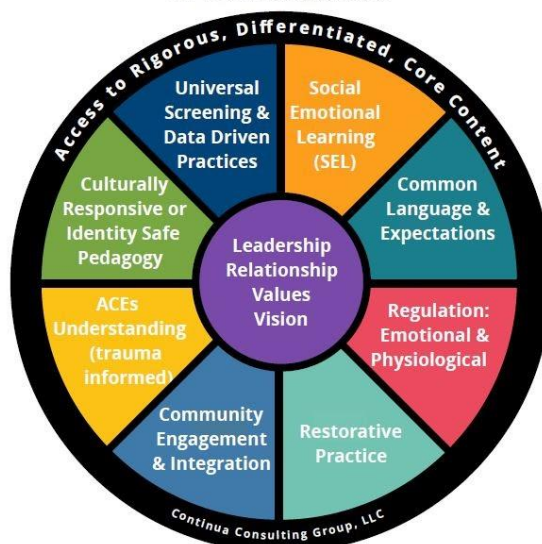 Access to Rigorous, Differentiated, Core Content
Universal
Screening &
Data Driven
Practices
Social
Emotional
Learning
(SEL)
Common
Language &
Expectations
Regulation:
Emotional &
Physiological
Restorative
Practice
Community
Engagement
& Integration
ACEs
Understanding
(trauma
informed)
Culturally
Responsive or
Identity Safe
Pedagogy
Leadership
Relationship
Values
Vision
Continua Consulting Group, LLC